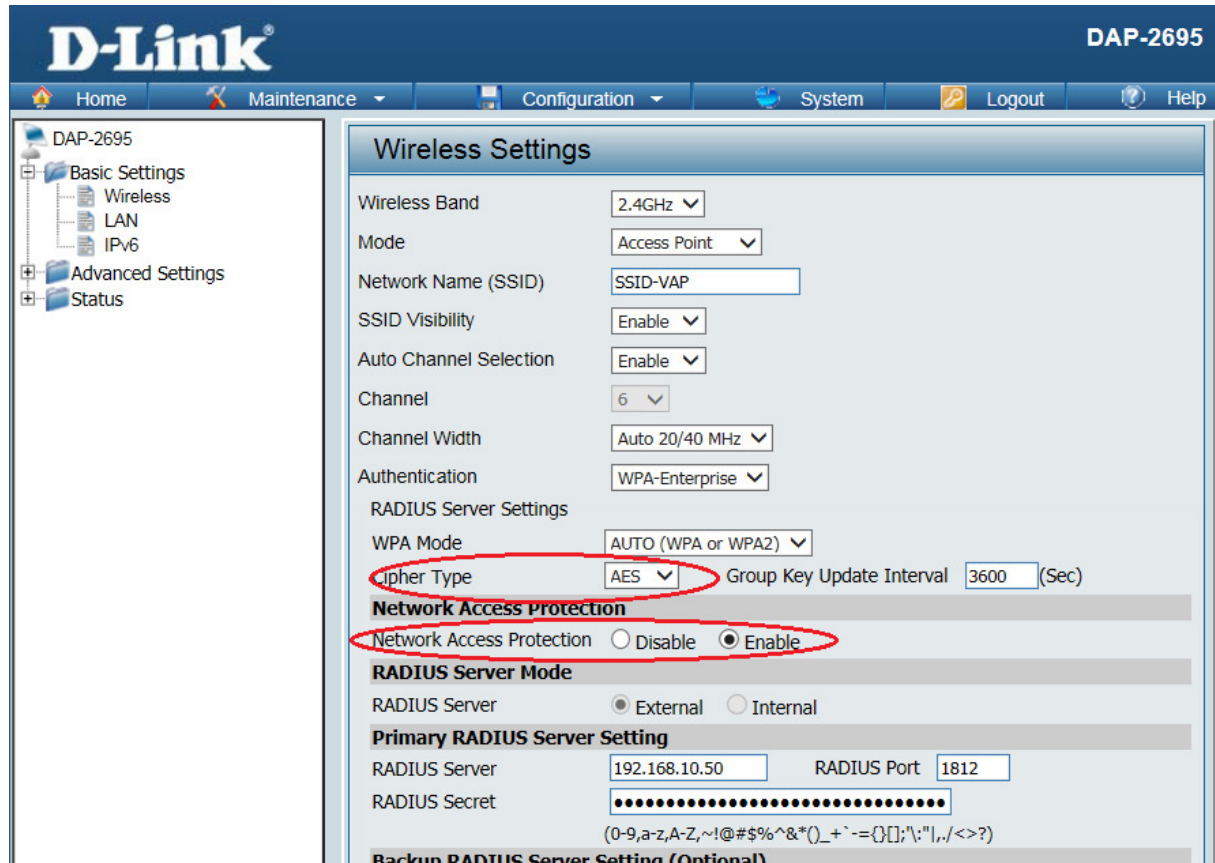 D-Link®
DAP-2695
Home Maintenance Configuration System Logout Help
DAP-2695
Basic Settings
Wireless
LAN
IPv6
Advanced Settings
Status
Wireless Settings
Wireless Band 2.4GHz
Mode Access Point
Network Name (SSID) SSID-VAP
SSID Visibility Enable
Auto Channel Selection Enable
Channel 6
Channel Width Auto 20/40 MHz
Authentication WPA-Enterprise
RADIUS Server Settings
WPA Mode AUTO (WPA or WPA2)
Cipher Type AES Group Key Update Interval 3600 (Sec)
Network Access Protection
Network Access Protection Disable Enable
RADIUS Server Mode
RADIUS Server External Internal
Primary RADIUS Server Setting
RADIUS Server 192.168.10.50 RADIUS Port 1812
RADIUS Secret ••••••••••••••••••••••••••••••••
(0-9,a-z,A-Z,~!@#$%^&*()_+`-={}[];'\:"|,./<>?)
Backup RADIUS Server Setting (Optional)